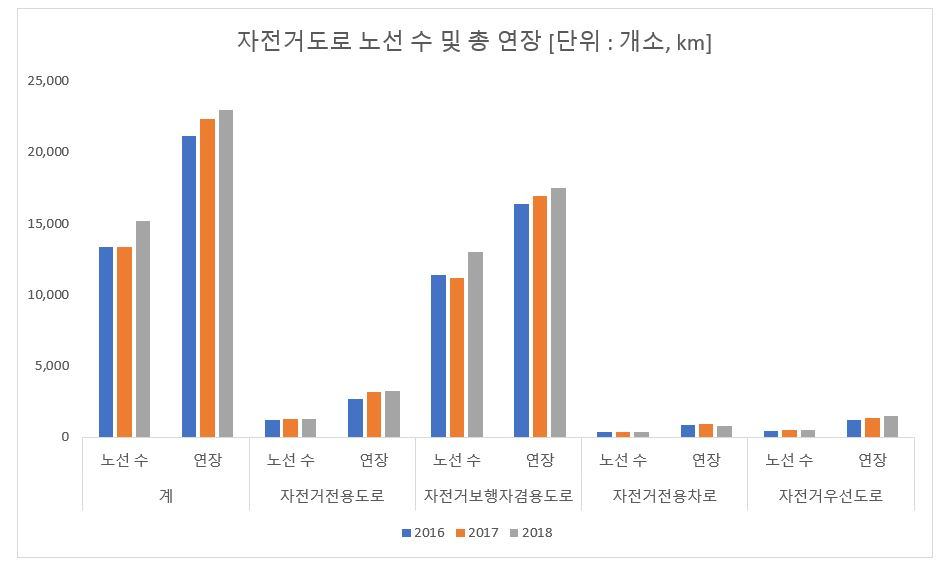 자전거도로 노선 수 및 총 연장 [단위 : 개소, km]
25,000
20,000
15,000
10,000
5,000
0
노선 수 연장 노선 수 연장 노선 수 연장 노선 수 연장 노선 수 연장
계 자전거전용도로 자전거보행자겸용도로 자전거전용차로 자전거우선도로
2016 2017 2018